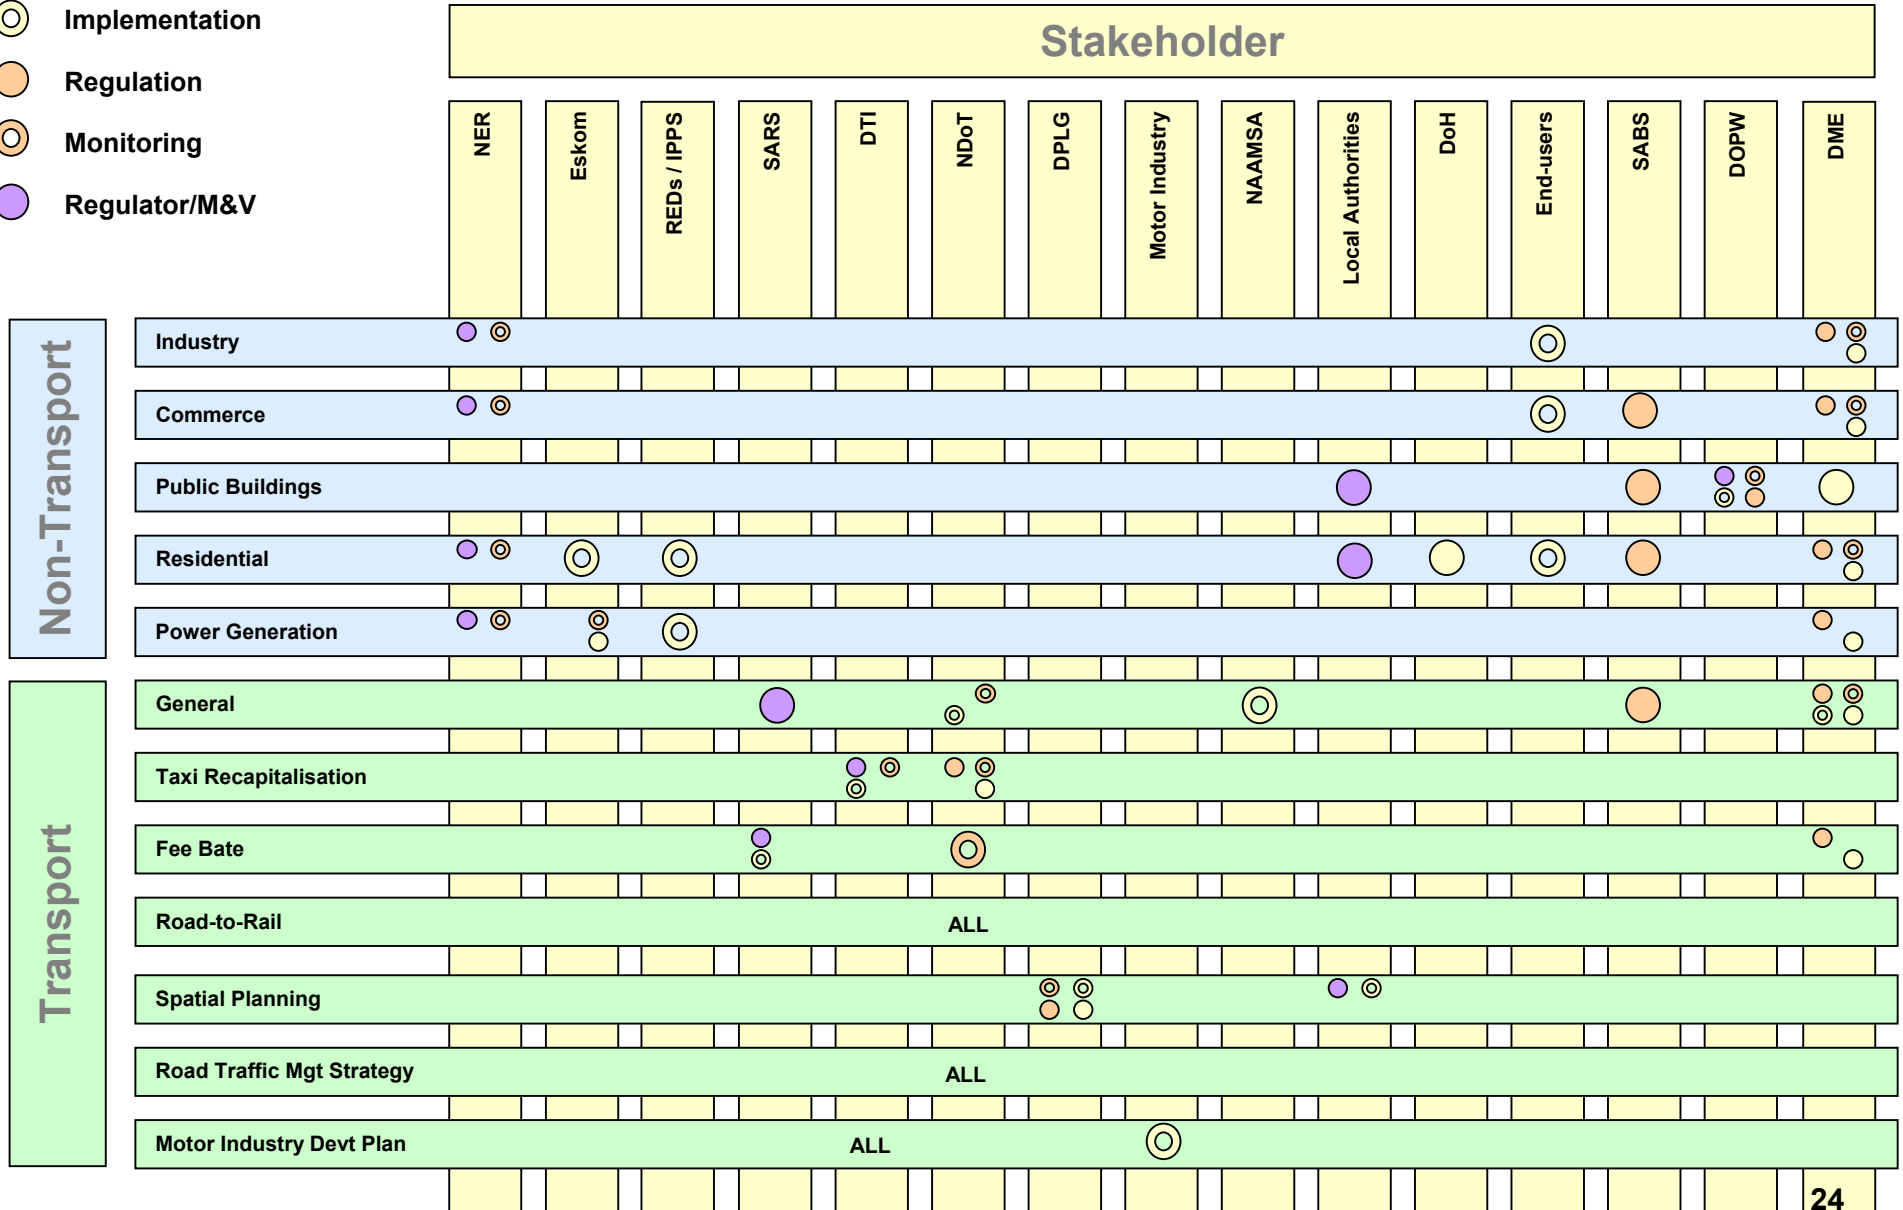 Implementation
Regulation
Monitoring
Regulator/M&V
Stakeholder
NER
Eskom
REDs / IPPS
SARS
DTI
NDoT
DPLG
Motor Industry
NAAMSA
Local Authorities
DoH
End-users
SABS
DOPW
DME
Non-Transport
Industry
Commerce
Public Buildings
Residential
Power Generation
Transport
General
Taxi Recapitalisation
Fee Bate
Road-to-Rail
ALL
Spatial Planning
Road Traffic Mgt Strategy
ALL
Motor Industry Devt Plan
ALL
24